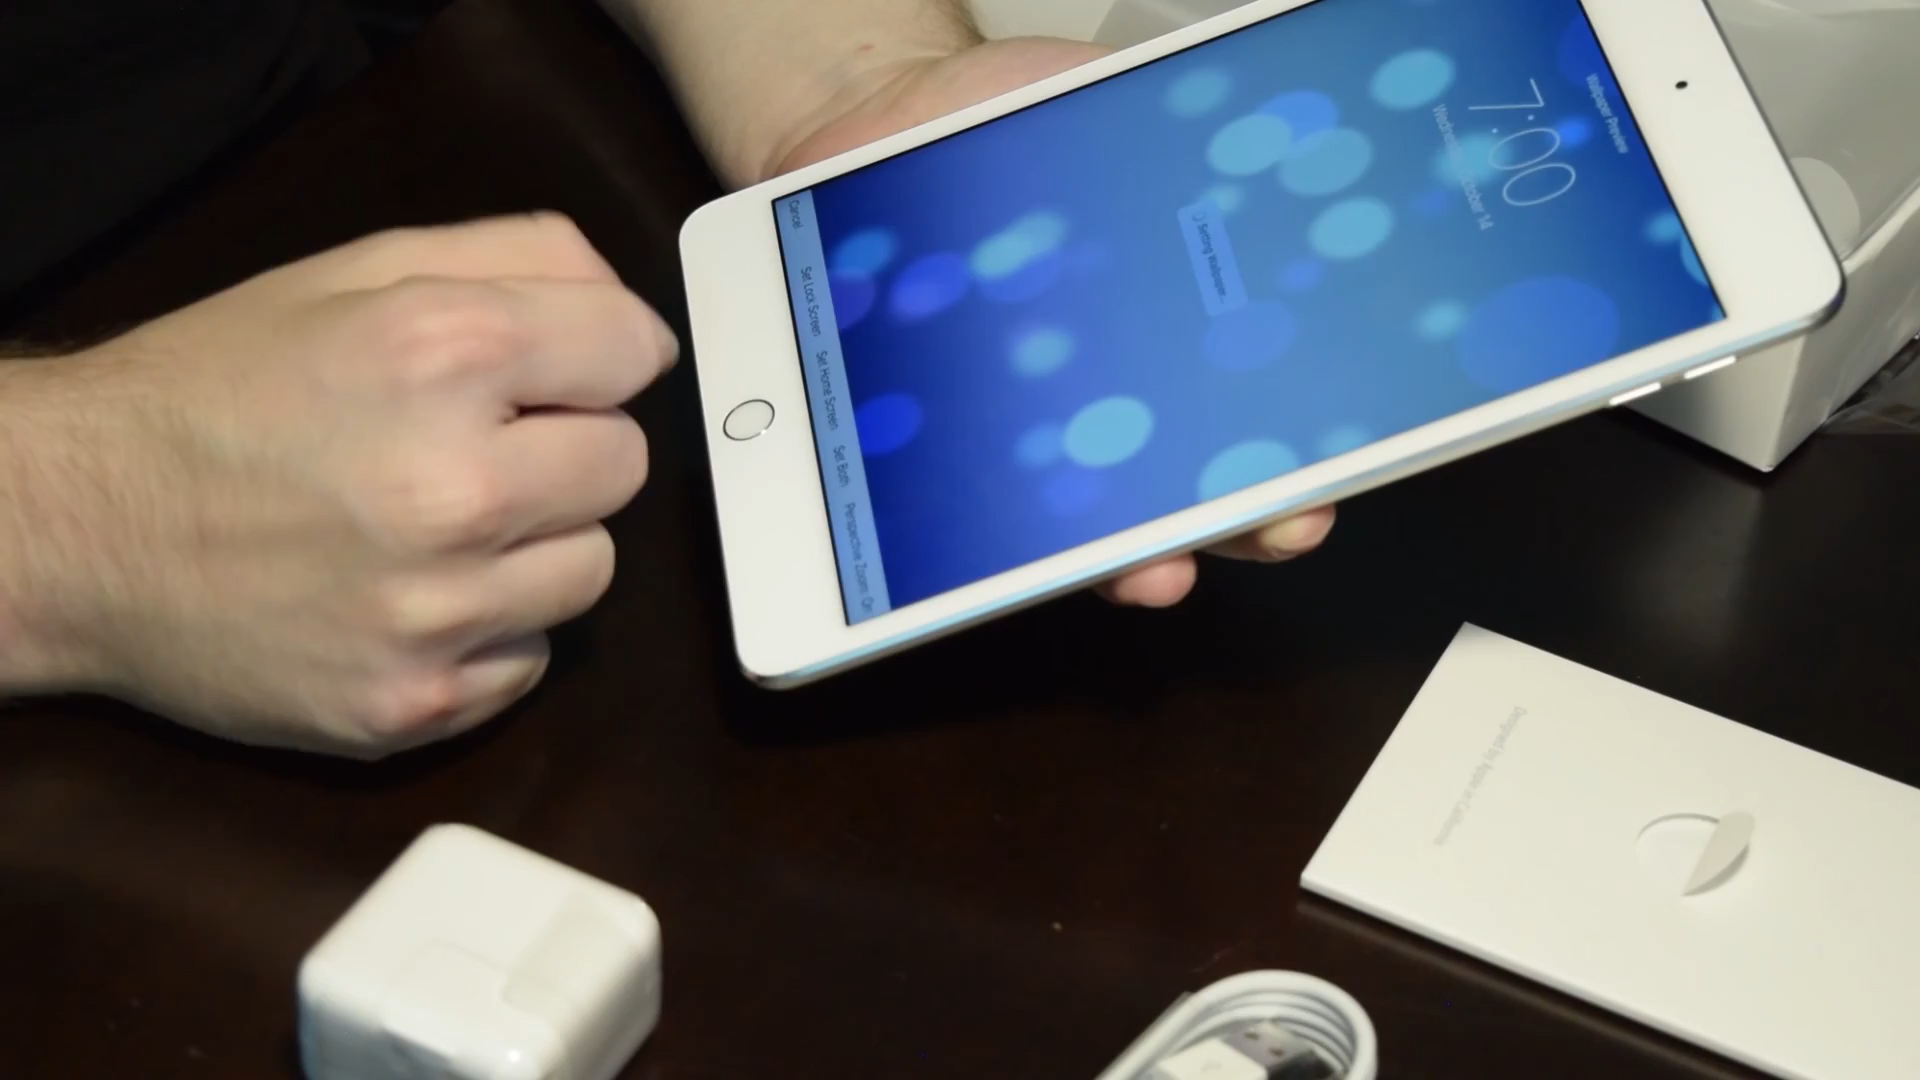 Wallpaper Preview
7:00
Wednesday, October 14
Setting Wallpaper...
Cancel
Set Lock Screen
Set Home Screen
Set Both
Perspective Zoom: On
Designed by Apple in California